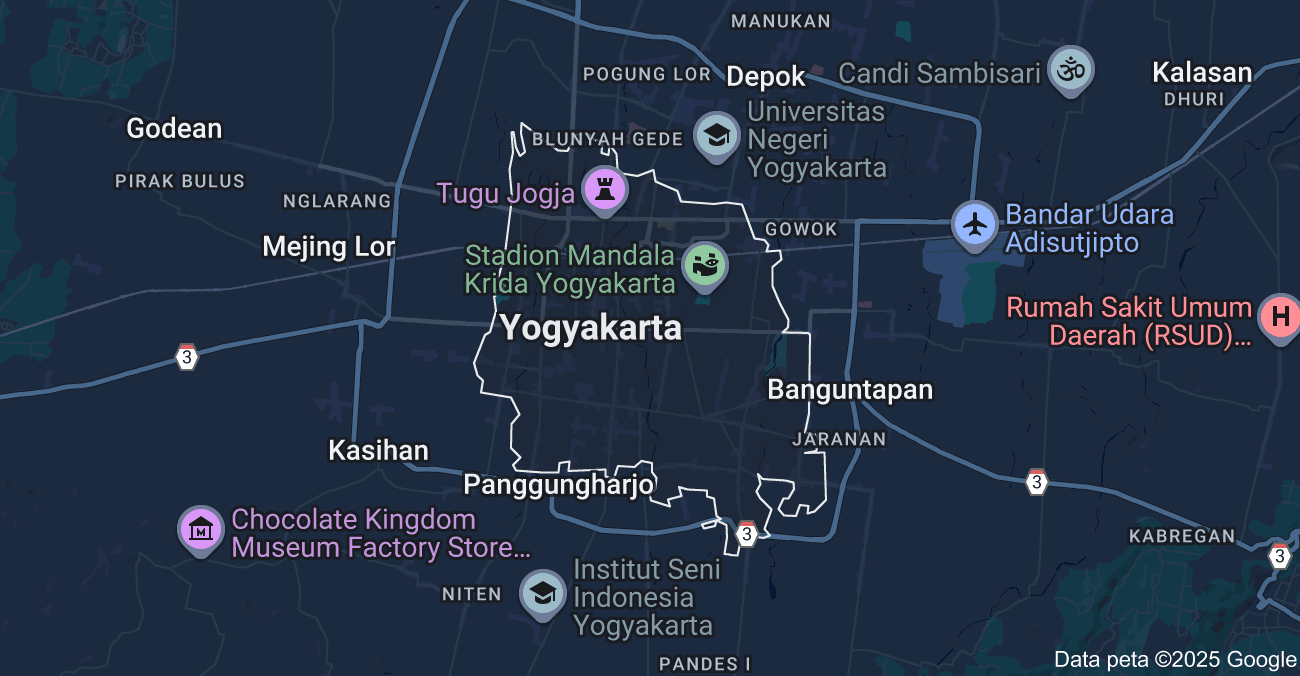 MANUKAN
POGUNG LOR
Depok
Candi Sambisari
Kalasan
DHURI
Godean
BLUNYAH GEDE
Universitas
Negeri
Yogyakarta
PIRAK BULUS
NGLARANG
Tugu Jogja
Mejing Lor
GOWOK
Bandar Udara
Adisutjipto
Stadion Mandala
Krida Yogyakarta
Rumah Sakit Umum
Daerah (RSUD)...
H
Yogyakarta
3
Banguntapan
JARANAN
Kasihan
Panggungharjo
3
Chocolate Kingdom
Museum Factory Store...
M
3
KABREGAN
3
NITEN
Institut Seni
Indonesia
Yogyakarta
PANDES I
Data peta ©2025 Google